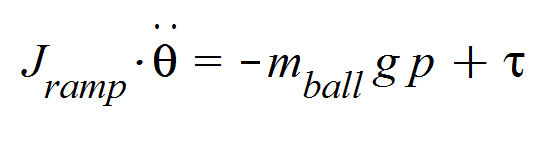 J_ramp · θ̈ = -m_ball g p + τ